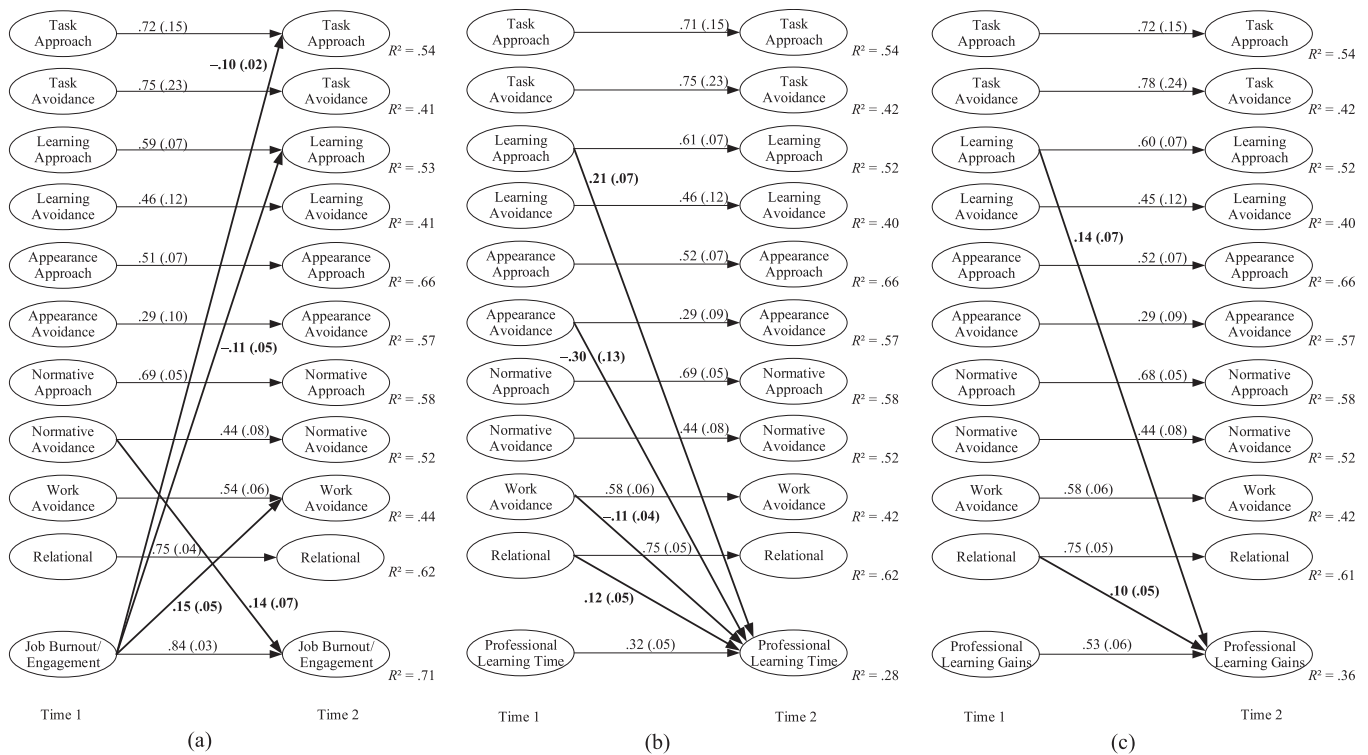 Task
Approach
.72 (.15)
Task
Approach
R² = .54
–.10 (.02)
Task
Avoidance
.75 (.23)
Task
Avoidance
R² = .41
Learning
Approach
.59 (.07)
Learning
Approach
R² = .53
Learning
Avoidance
.46 (.12)
Learning
Avoidance
R² = .41
Appearance
Approach
.51 (.07)
Appearance
Approach
R² = .66
Appearance
Avoidance
.29 (.10)
Appearance
Avoidance
R² = .57
–.11 (.05)
Normative
Approach
.69 (.05)
Normative
Approach
R² = .58
Normative
Avoidance
.44 (.08)
Normative
Avoidance
R² = .52
Work
Avoidance
.54 (.06)
Work
Avoidance
R² = .44
Relational
.75 (.04)
Relational
R² = .62
.15 (.05)
.14 (.07)
Job Burnout/
Engagement
.84 (.03)
Job Burnout/
Engagement
R² = .71
Time 1
Time 2
(a)
Task
Approach
.71 (.15)
Task
Approach
R² = .54
Task
Avoidance
.75 (.23)
Task
Avoidance
R² = .42
Learning
Approach
.61 (.07)
Learning
Approach
R² = .52
.21 (.07)
Learning
Avoidance
.46 (.12)
Learning
Avoidance
R² = .40
Appearance
Approach
.52 (.07)
Appearance
Approach
R² = .66
Appearance
Avoidance
.29 (.09)
Appearance
Avoidance
R² = .57
–.30 (.13)
Normative
Approach
.69 (.05)
Normative
Approach
R² = .58
Normative
Avoidance
.44 (.08)
Normative
Avoidance
R² = .52
Work
Avoidance
.58 (.06)
Work
Avoidance
R² = .42
–.11 (.04)
Relational
.75 (.05)
Relational
R² = .62
.12 (.05)
Professional
Learning Time
.32 (.05)
Professional
Learning Time
R² = .28
Time 1
Time 2
(b)
Task
Approach
.72 (.15)
Task
Approach
R² = .54
Task
Avoidance
.78 (.24)
Task
Avoidance
R² = .42
Learning
Approach
.60 (.07)
Learning
Approach
R² = .52
Learning
Avoidance
.45 (.12)
Learning
Avoidance
R² = .40
.14 (.07)
Appearance
Approach
.52 (.07)
Appearance
Approach
R² = .66
Appearance
Avoidance
.29 (.09)
Appearance
Avoidance
R² = .57
Normative
Approach
.68 (.05)
Normative
Approach
R² = .58
Normative
Avoidance
.44 (.08)
Normative
Avoidance
R² = .52
Work
Avoidance
.58 (.06)
Work
Avoidance
R² = .42
Relational
.75 (.05)
Relational
R² = .61
.10 (.05)
Professional
Learning Gains
.53 (.06)
Professional
Learning Gains
R² = .36
Time 1
Time 2
(c)